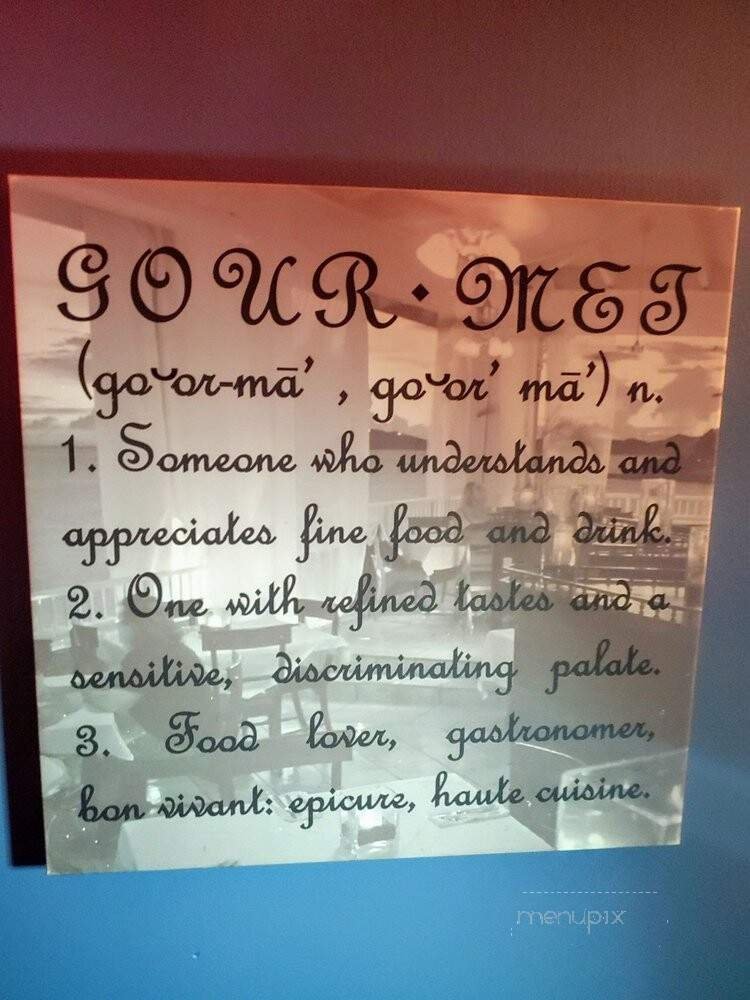 GOUR·MET
(go˘or-mā′ , go˘or′ mā′) n.
1. Someone who understands and
appreciates fine food and drink.
2. One with refined tastes and a
sensitive, discriminating palate.
3. Food lover, gastronomer,
bon vivant: epicure, haute cuisine.
menupix